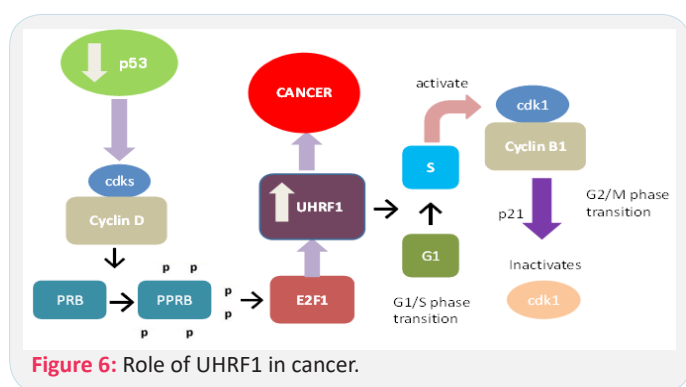 p53
cdks
Cyclin D
PRB
PPRB
p p
p
p
p p
E2F1
UHRF1
CANCER
S
G1
G1/S phase
transition
activate
cdk1
Cyclin B1
p21
G2/M phase
transition
Inactivates
cdk1
Figure 6: Role of UHRF1 in cancer.